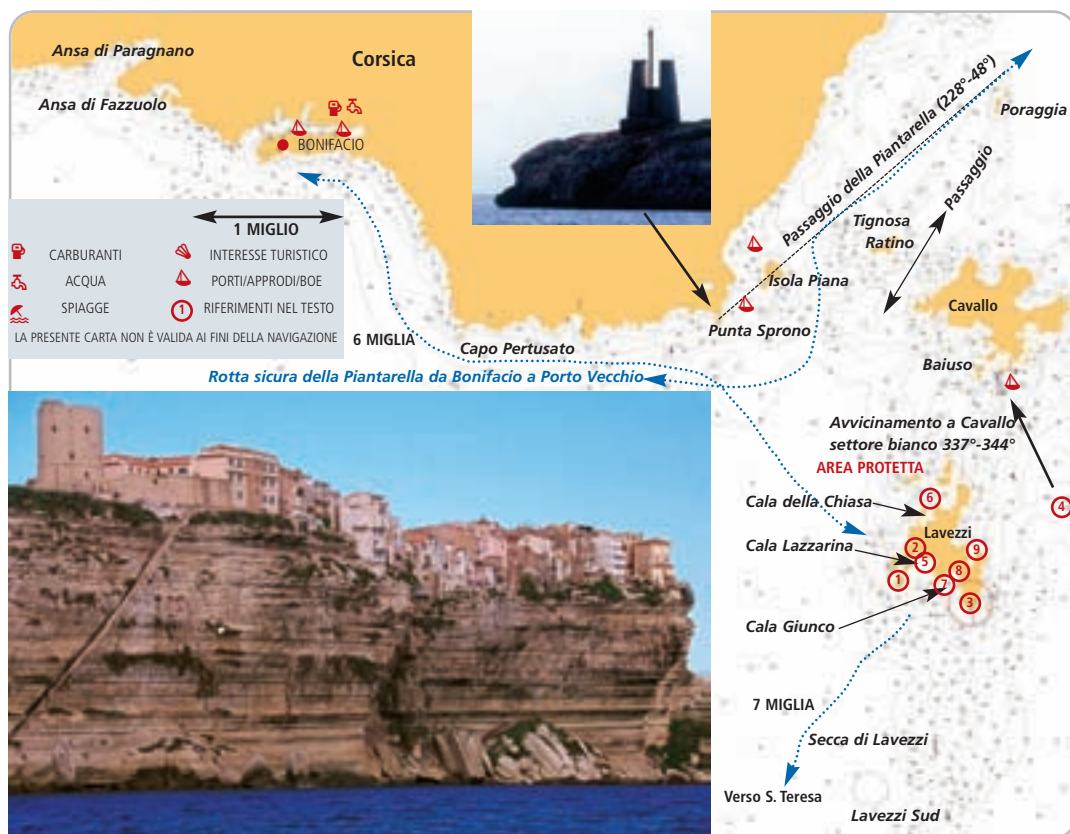 Ansa di Paragnano
Corsica
Ansa di Fazzuolo
BONIFACIO
Passaggio della Piantarella (228°-48°)
Poraggia
Passaggio
Tignosa
Ratino
Isola Piana
Cavallo
Punta Sprono
Baiuso
1 MIGLIO
CARBURANTI
INTERESSE TURISTICO
ACQUA
PORTI/APPRODI/BOE
SPIAGGE
1 RIFERIMENTI NEL TESTO
LA PRESENTE CARTA NON È VALIDA AI FINI DELLA NAVIGAZIONE
6 MIGLIA
Capo Pertusato
Rotta sicura della Piantarella da Bonifacio a Porto Vecchio
Avvicinamento a Cavallo
settore bianco 337°-344°
AREA PROTETTA
Cala della Chiasa
6
4
Lavezzi
Cala Lazzarina
2
9
5
8
1
7
3
Cala Giunco
7 MIGLIA
Secca di Lavezzi
Verso S. Teresa
Lavezzi Sud